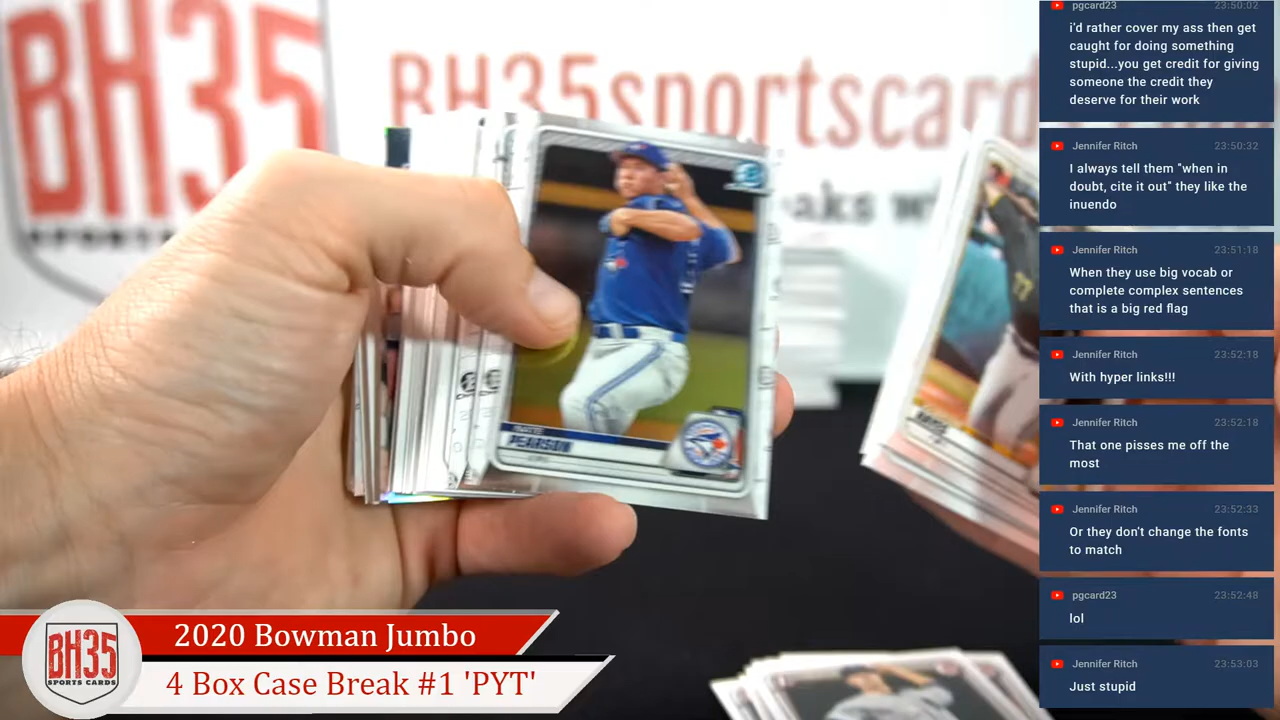 BH35
SPORTS
BH35sportscard
aks w
PEARSON
2020 Bowman Jumbo
4 Box Case Break #1 'PYT'
BH35
SPORTS CARDS
pgcard23 23:50:02
i'd rather cover my ass then get
caught for doing something
stupid...you get credit for giving
someone the credit they
deserve for their work
Jennifer Ritch 23:50:32
I always tell them "when in
doubt, cite it out" they like the
inuendo
Jennifer Ritch 23:51:18
When they use big vocab or
complete complex sentences
that is a big red flag
Jennifer Ritch 23:52:18
With hyper links!!!
Jennifer Ritch 23:52:18
That one pisses me off the
most
Jennifer Ritch 23:52:33
Or they don't change the fonts
to match
pgcard23 23:52:48
lol
Jennifer Ritch 23:53:03
Just stupid